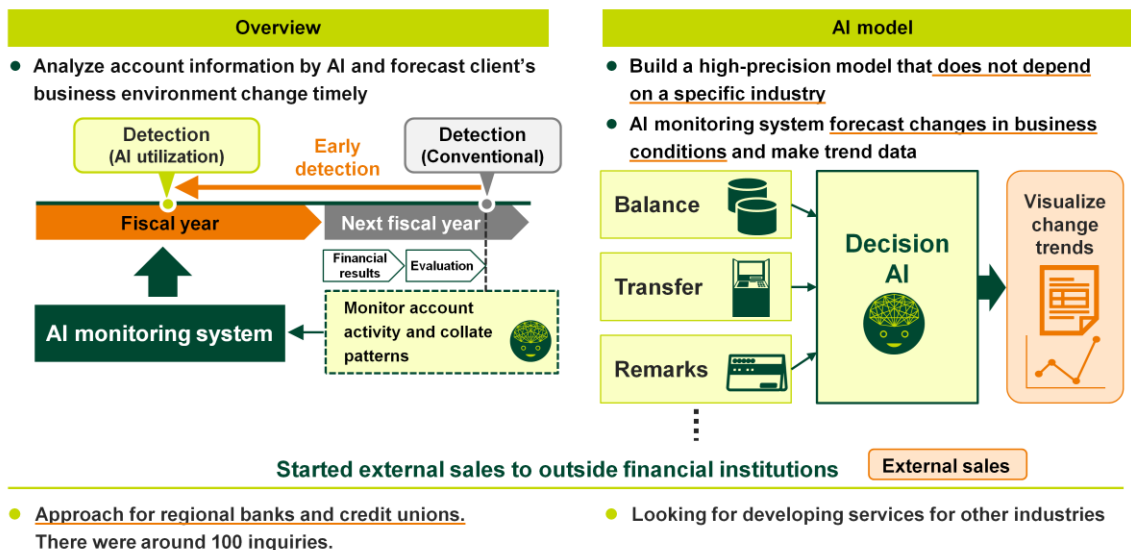 Overview
● Analyze account information by AI and forecast client's
business environment change timely
Detection
(AI utilization)
Early
detection
Detection
(Conventional)
Fiscal year
Next fiscal year
Financial
results
Evaluation
AI monitoring system
Monitor account
activity and collate
patterns
AI model
● Build a high-precision model that does not depend
on a specific industry
● AI monitoring system forecast changes in business
conditions and make trend data
Balance
Transfer
Remarks
Decision
AI
Visualize
change
trends
Started external sales to outside financial institutions
External sales
● Approach for regional banks and credit unions.
There were around 100 inquiries.
● Looking for developing services for other industries